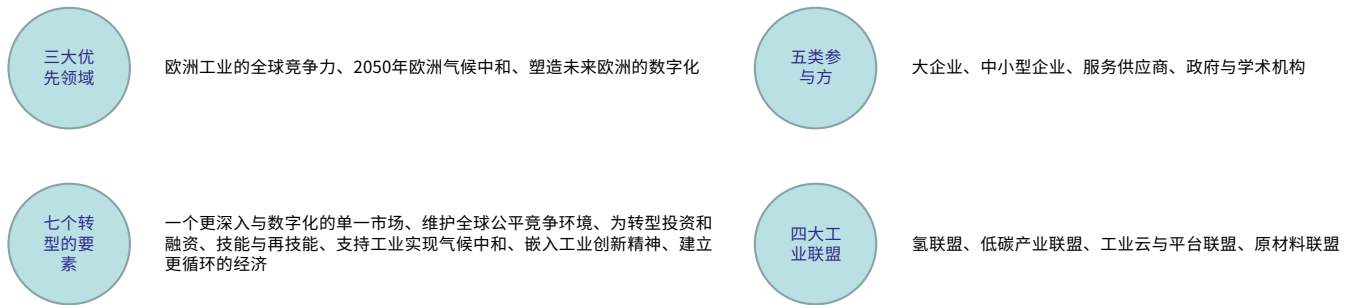 三大优
先领域
欧洲工业的全球竞争力、2050年欧洲气候中和、塑造未来欧洲的数字化
五类参
与方
大企业、中小型企业、服务供应商、政府与学术机构
七个转
型的要
素
一个更深入与数字化的单一市场、维护全球公平竞争环境、为转型投资和
融资、技能与再技能、支持工业实现气候中和、嵌入工业创新精神、建立
更循环的经济
四大工
业联盟
氢联盟、低碳产业联盟、工业云与平台联盟、原材料联盟